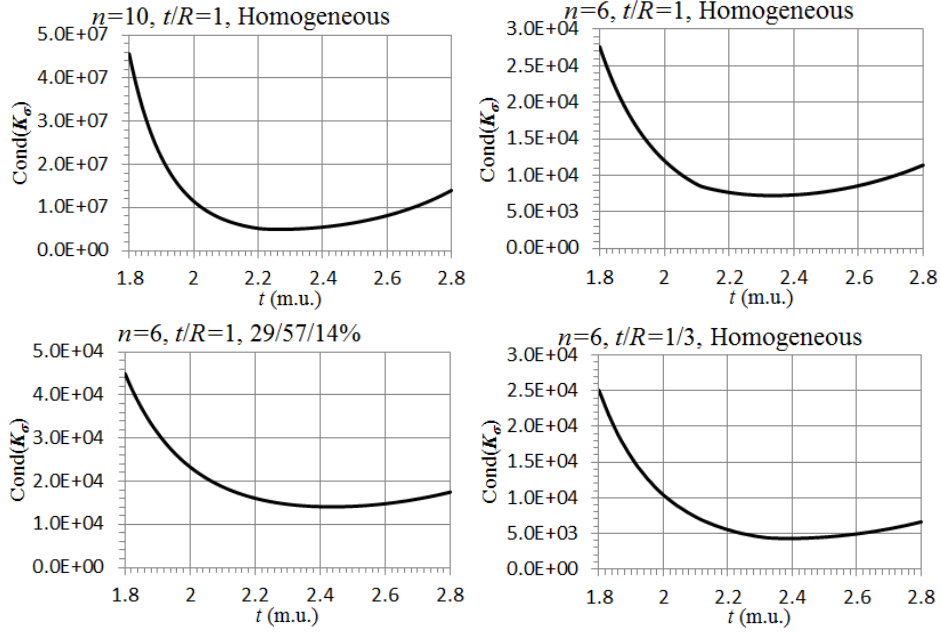 n=10, t/R=1, Homogeneous
Cond(Kσ)
5.0E+07
4.0E+07
3.0E+07
2.0E+07
1.0E+07
0.0E+00
1.8 2 2.2 2.4 2.6 2.8
t (m.u.)
n=6, t/R=1, Homogeneous
Cond(Kσ)
3.0E+04
2.5E+04
2.0E+04
1.5E+04
1.0E+04
5.0E+03
0.0E+00
1.8 2 2.2 2.4 2.6 2.8
t (m.u.)
n=6, t/R=1, 29/57/14%
Cond(Kσ)
5.0E+04
4.0E+04
3.0E+04
2.0E+04
1.0E+04
0.0E+00
1.8 2 2.2 2.4 2.6 2.8
t (m.u.)
n=6, t/R=1/3, Homogeneous
Cond(Kσ)
3.0E+04
2.5E+04
2.0E+04
1.5E+04
1.0E+04
5.0E+03
0.0E+00
1.8 2 2.2 2.4 2.6 2.8
t (m.u.)